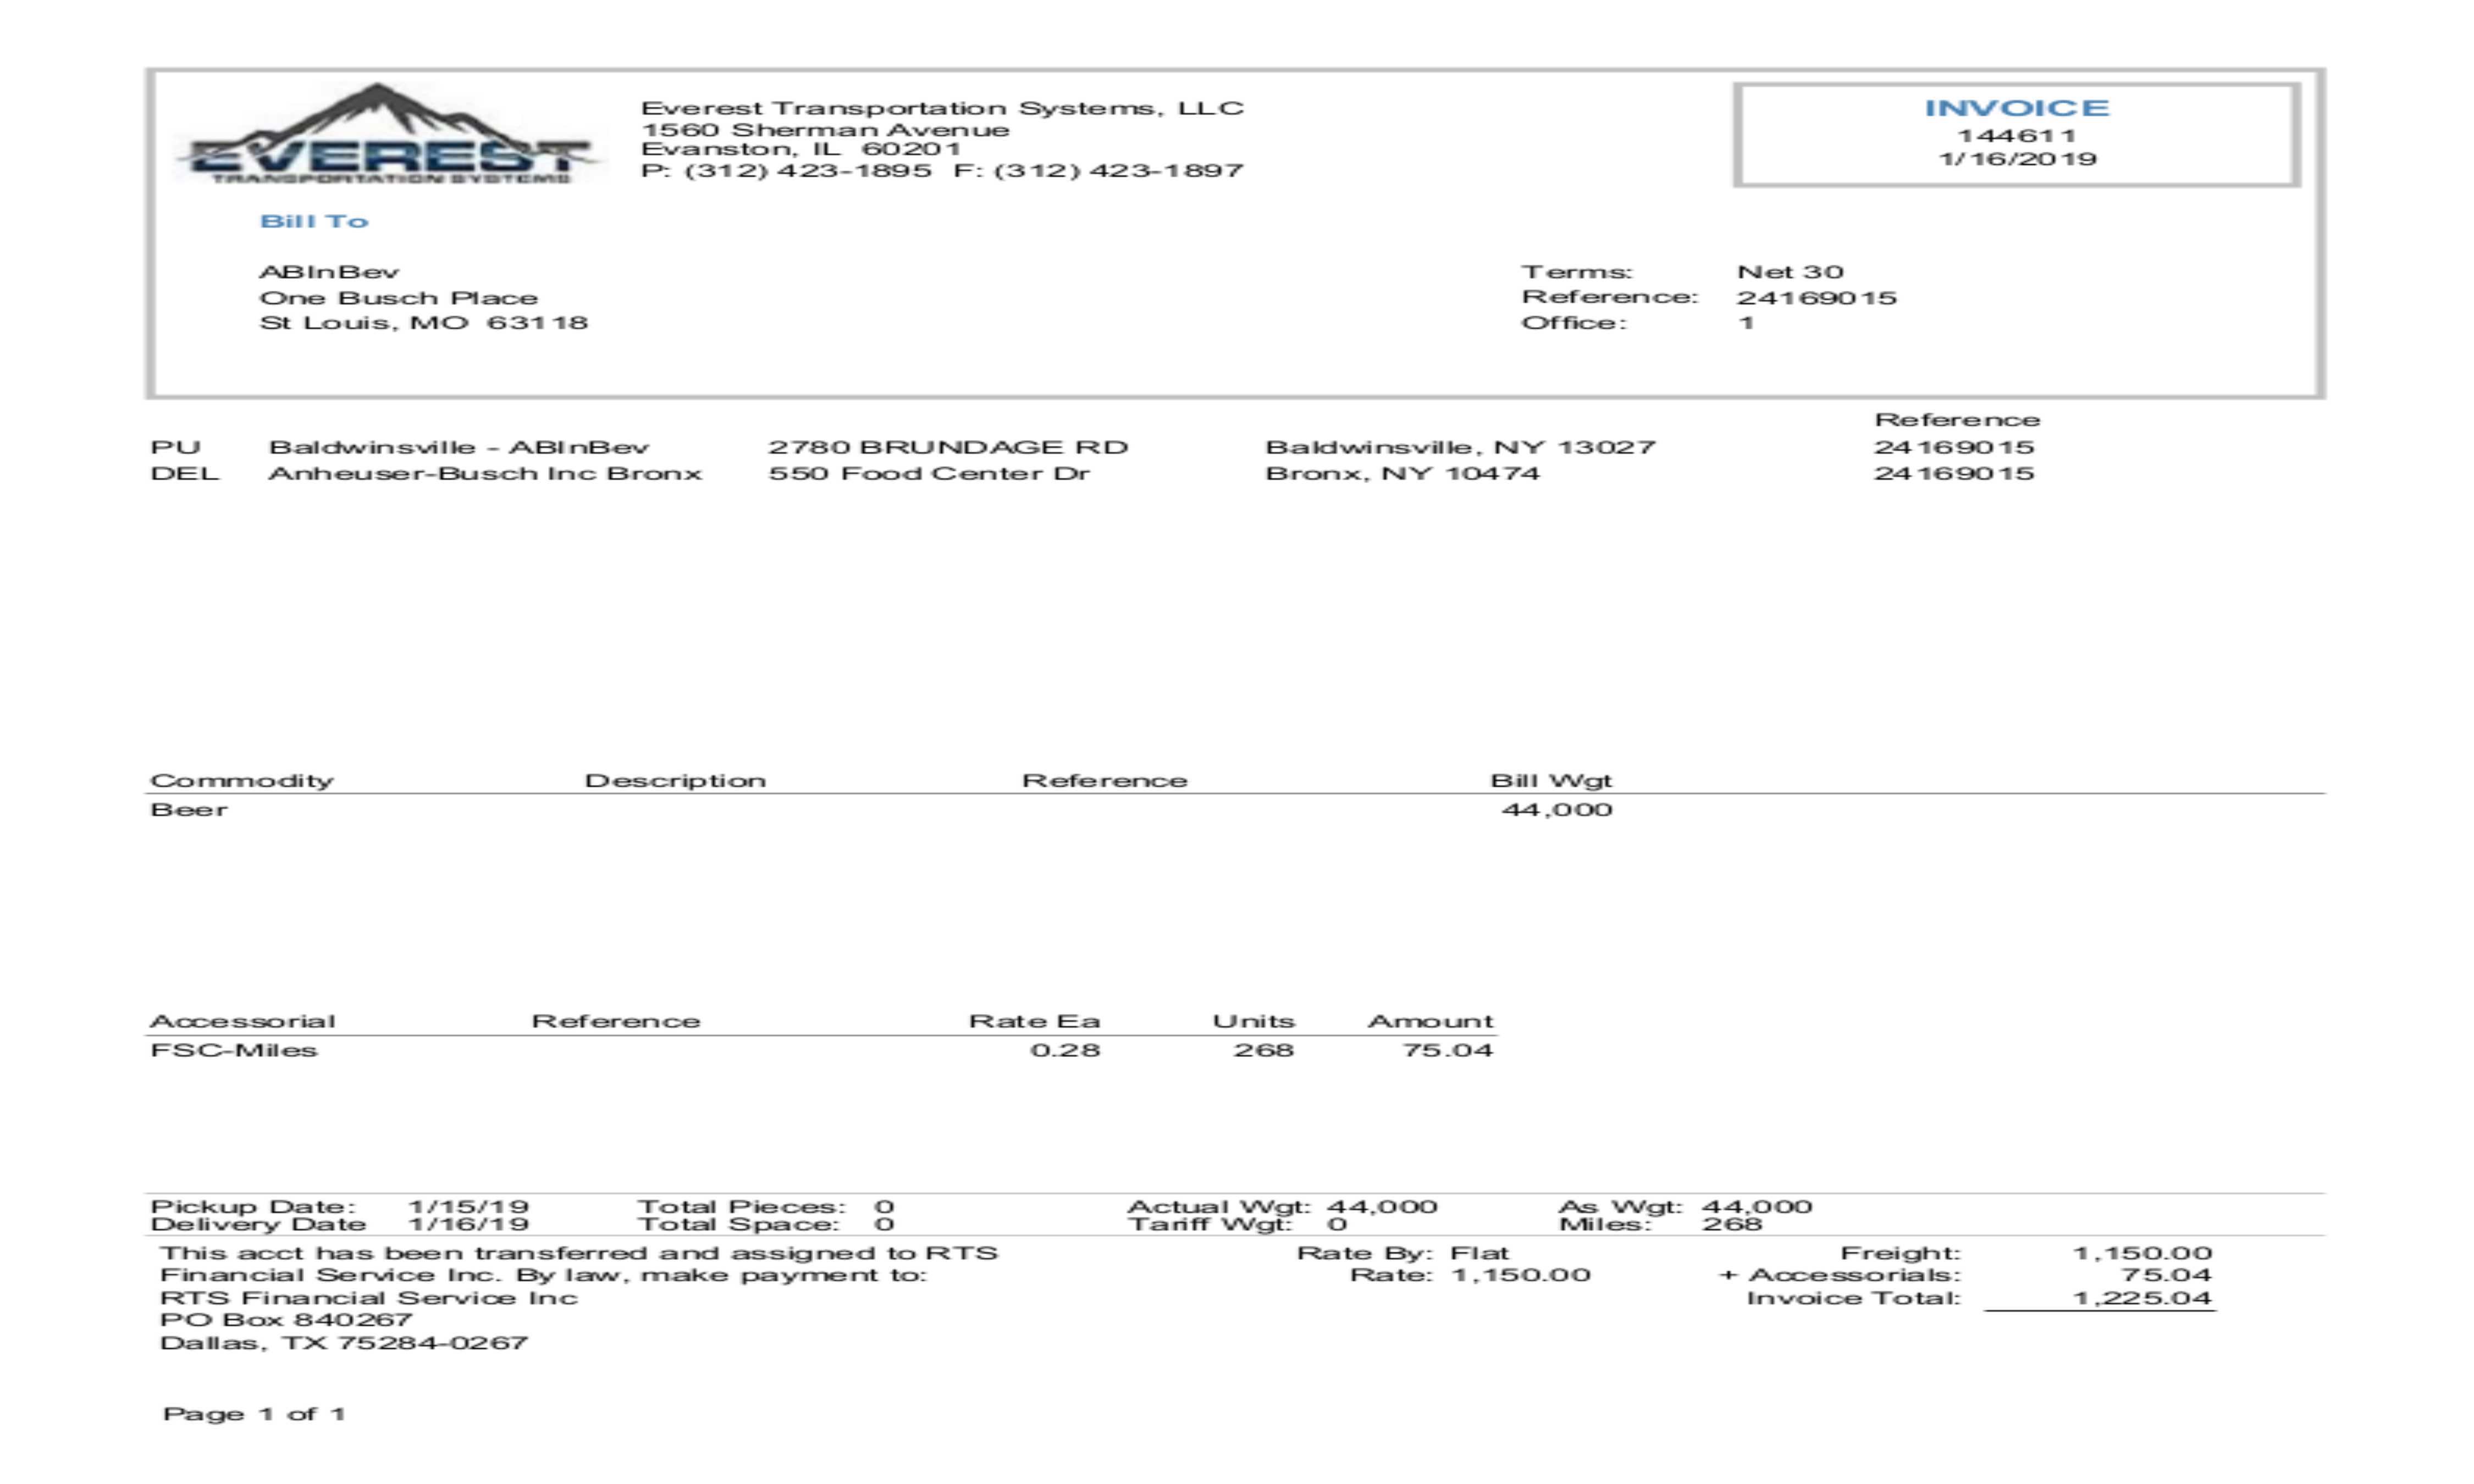 EVEREST
TRANSPORTATION SYSTEMS
Everest Transportation Systems, LLC
1560 Sherman Avenue
Evanston, IL 60201
P: (312) 423-1895 F: (312) 423-1897
INVOICE
144611
1/16/2019
Bill To
ABInBev
One Busch Place
St Louis, MO 63118
Terms: Net 30
Reference: 24169015
Office: 1
Reference
PU Baldwinsville - ABInBev 2780 BRUNDAGE RD Baldwinsville, NY 13027 24169015
DEL Anheuser-Busch Inc Bronx 550 Food Center Dr Bronx, NY 10474 24169015
Commodity Description Reference Bill Wgt
Beer 44,000
Accessorial Reference Rate Ea Units Amount
FSC-Miles 0.28 268 75.04
Pickup Date: 1/15/19 Total Pieces: 0 Actual Wgt: 44,000 As Wgt: 44,000
Delivery Date 1/16/19 Total Space: 0 Tariff Wgt: 0 Miles: 268
This acct has been transferred and assigned to RTS
Financial Service Inc. By law, make payment to:
RTS Financial Service Inc
PO Box 840267
Dallas, TX 75284-0267
Rate By: Flat
Rate: 1,150.00
Freight: 1,150.00
+ Accessorials: 75.04
Invoice Total: 1,225.04
Page 1 of 1